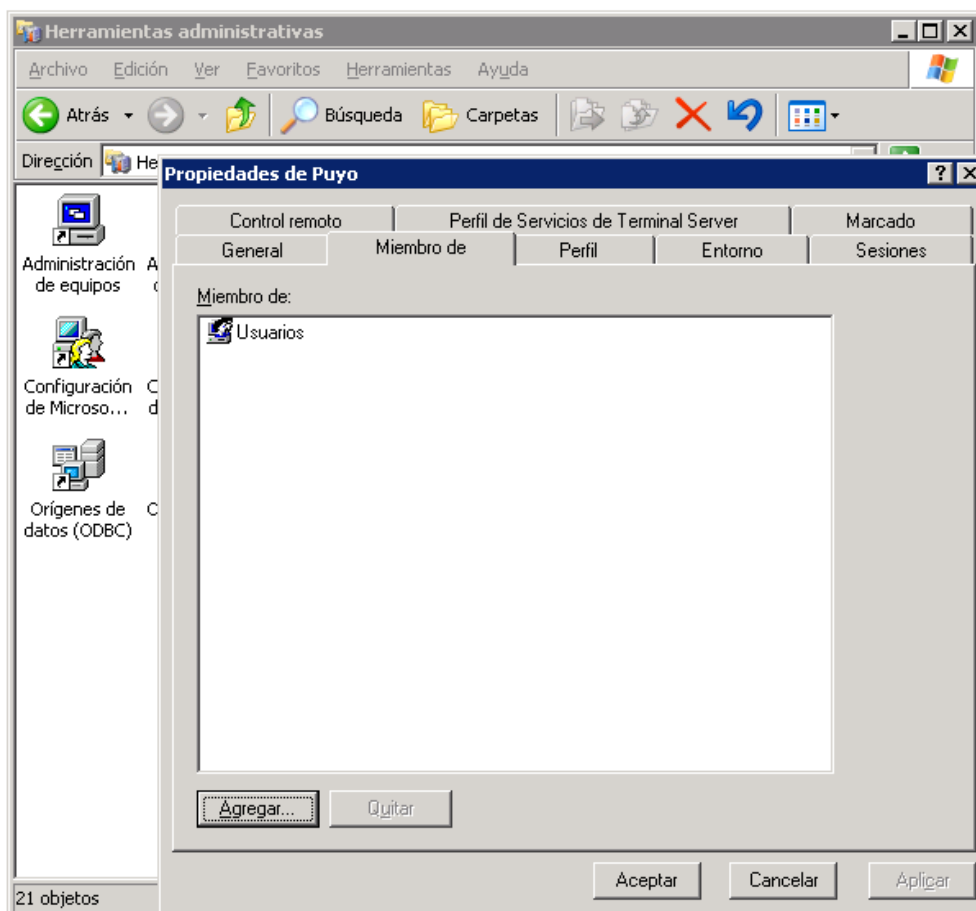 Herramientas administrativas
Archivo Edición Ver Favoritos Herramientas Ayuda
Atrás Búsqueda Carpetas
Dirección He
Propiedades de Puyo
Control remoto Perfil de Servicios de Terminal Server Marcado
General Miembro de Perfil Entorno Sesiones
Administración A
de equipos
Miembro de:
Usuarios
Configuración C
de Microso... d
Orígenes de C
datos (ODBC)
Agregar... Quitar
Aceptar Cancelar Aplicar
21 objetos